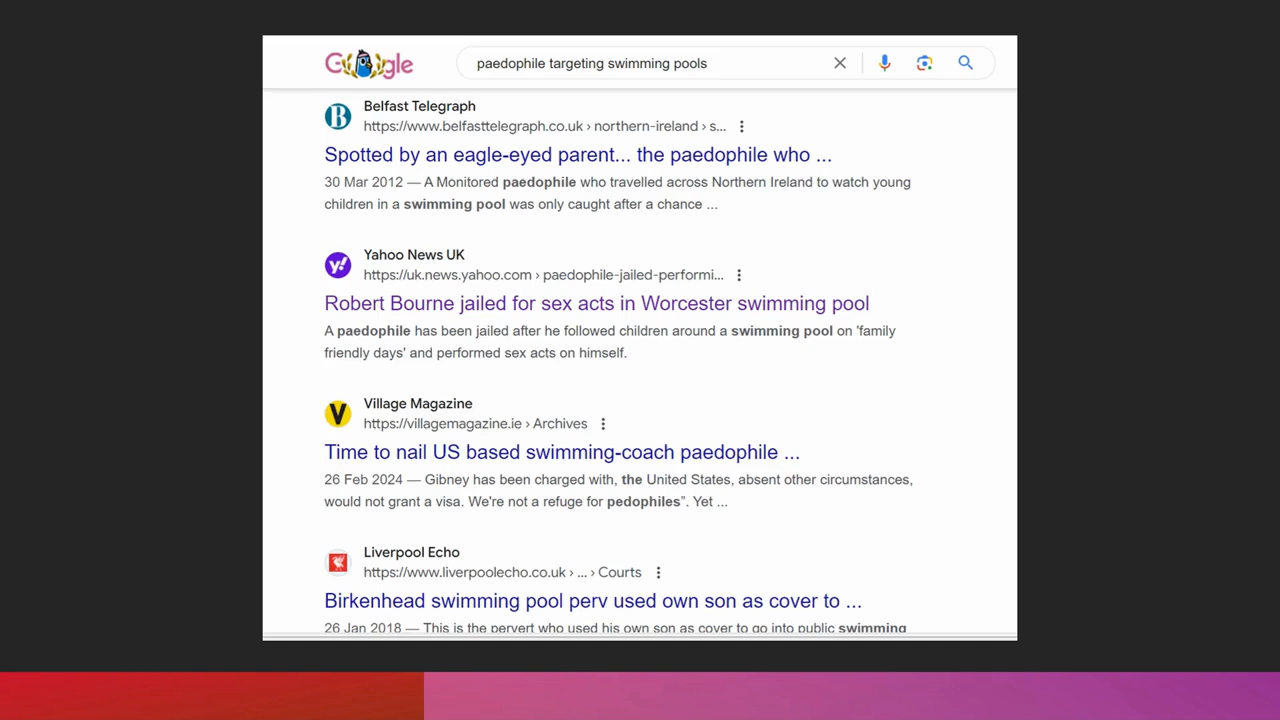 Google
paedophile targeting swimming pools
Belfast Telegraph
https://www.belfasttelegraph.co.uk › northern-ireland › s...
Spotted by an eagle-eyed parent... the paedophile who ...
30 Mar 2012 — A Monitored paedophile who travelled across Northern Ireland to watch young
children in a swimming pool was only caught after a chance ...
Yahoo News UK
https://uk.news.yahoo.com › paedophile-jailed-performi...
Robert Bourne jailed for sex acts in Worcester swimming pool
A paedophile has been jailed after he followed children around a swimming pool on 'family
friendly days' and performed sex acts on himself.
Village Magazine
https://villagemagazine.ie › Archives
Time to nail US based swimming-coach paedophile ...
26 Feb 2024 — Gibney has been charged with, the United States, absent other circumstances,
would not grant a visa. We're not a refuge for pedophiles”. Yet ...
Liverpool Echo
https://www.liverpoolecho.co.uk › ... › Courts
Birkenhead swimming pool perv used own son as cover to ...
26 Jan 2018 — This is the pervert who used his own son as cover to go into public swimming